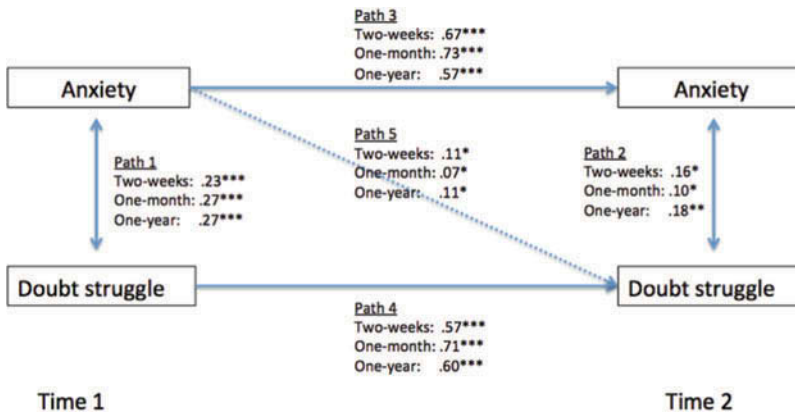 Path 3
Two-weeks: .67***
One-month: .73***
One-year: .57***
Anxiety
Anxiety
Path 1
Two-weeks: .23***
One-month: .27***
One-year: .27***
Path 5
Two-weeks: .11*
One-month: .07*
One-year: .11*
Path 2
Two-weeks: .16*
One-month: .10*
One-year: .18**
Doubt struggle
Doubt struggle
Path 4
Two-weeks: .57***
One-month: .71***
One-year: .60***
Time 1
Time 2